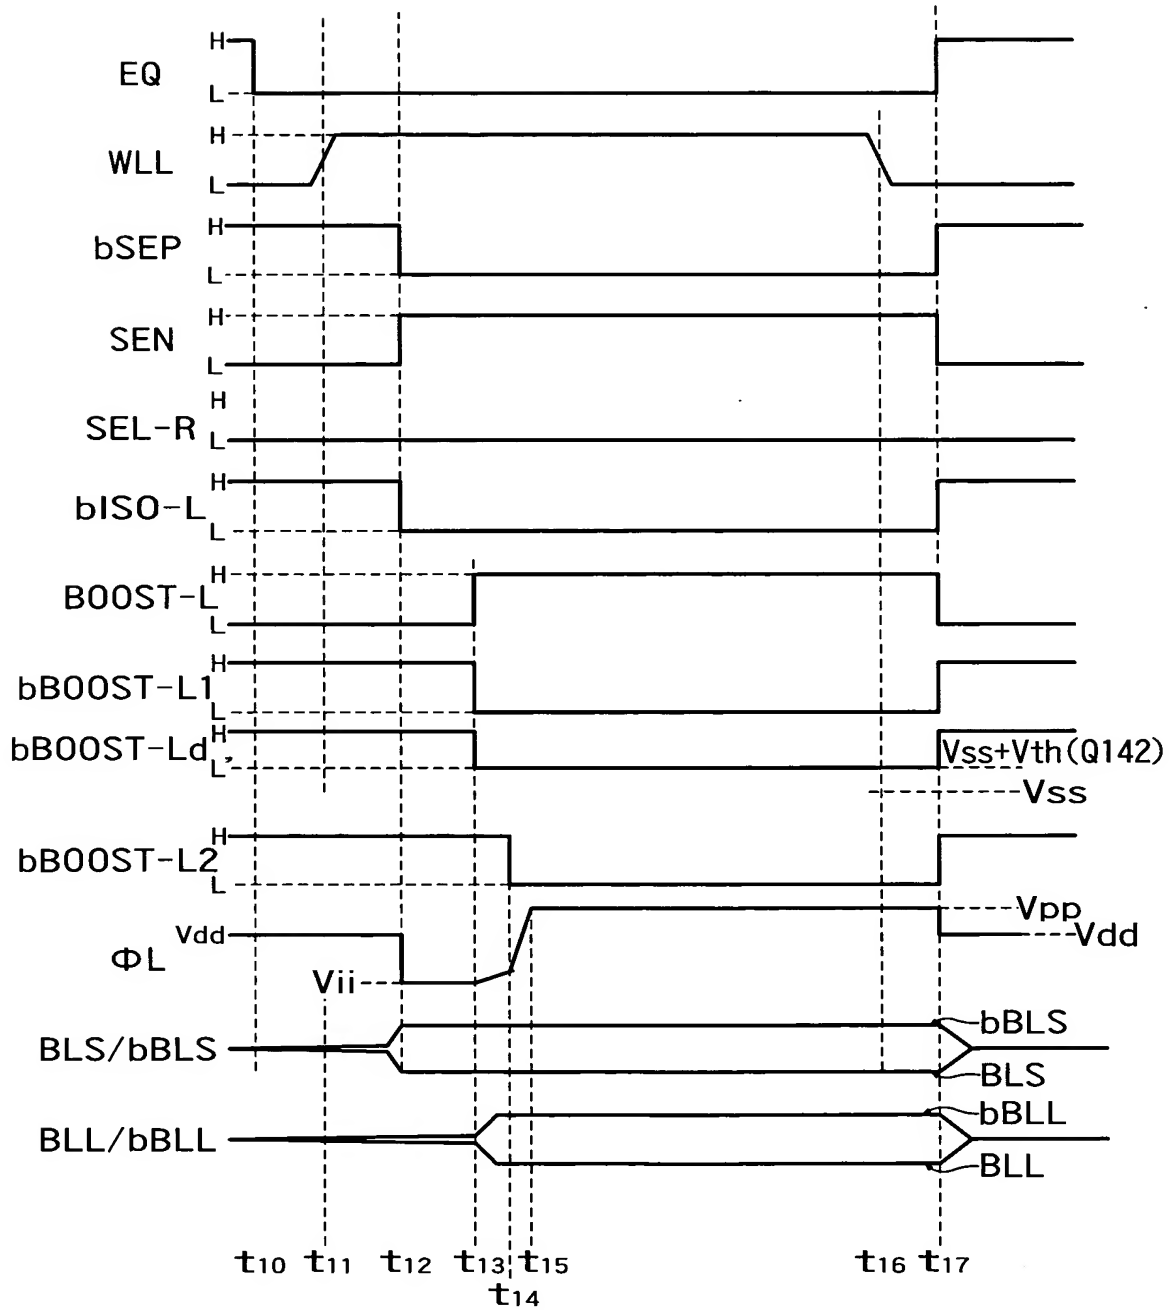 H
EQ
L
H
WLL
L
H
bSEP
L
H
SEN
L
H
SEL-R
L
H
bISO-L
L
H
BOOST-L
L
H
bBOOST-L1
L
H
bBOOST-Ld
L
Vss+Vth(Q142)
Vss
H
bBOOST-L2
L
Vpp
Vdd
Vdd
ΦL
Vii
bBLS
BLS/bBLS
BLS
bBLL
BLL/bBLL
BLL
t10 t11 t12 t13 t15 t16 t17
t14